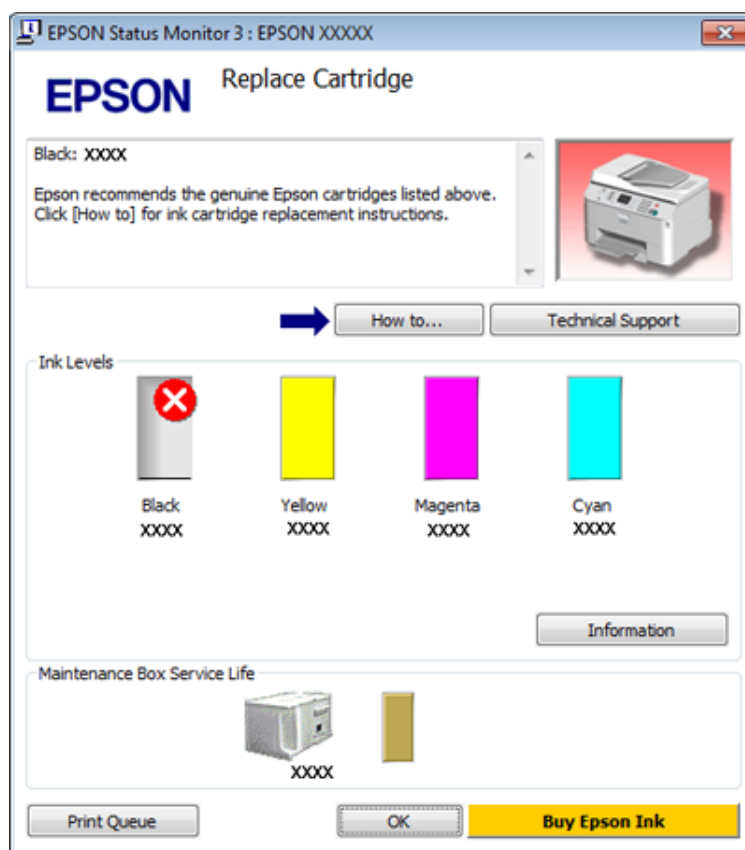 EPSON Status Monitor 3 : EPSON XXXXX
EPSON
Replace Cartridge
Black: XXXX
Epson recommends the genuine Epson cartridges listed above.
Click [How to] for ink cartridge replacement instructions.
How to...
Technical Support
Ink Levels
Black
Yellow
Magenta
Cyan
XXXX
XXXX
XXXX
XXXX
Information
Maintenance Box Service Life
XXXX
Print Queue
OK
Buy Epson Ink